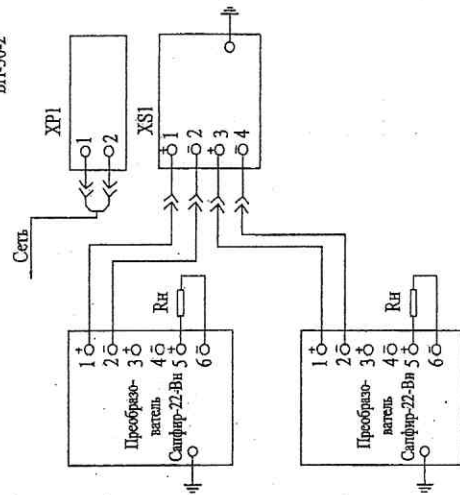 БП-96-2
Сеть
XP1
1
2
XS1
+ 1
− 2
+ 3
− 4
1 +
2 −
3 +
4 −
5 +
6 −
Rн
Преобразо-
ватель
Сапфир-22-Вн
1 +
2 −
3 +
4 −
5 +
6 −
Rн
Преобразо-
ватель
Сапфир-22-Вн